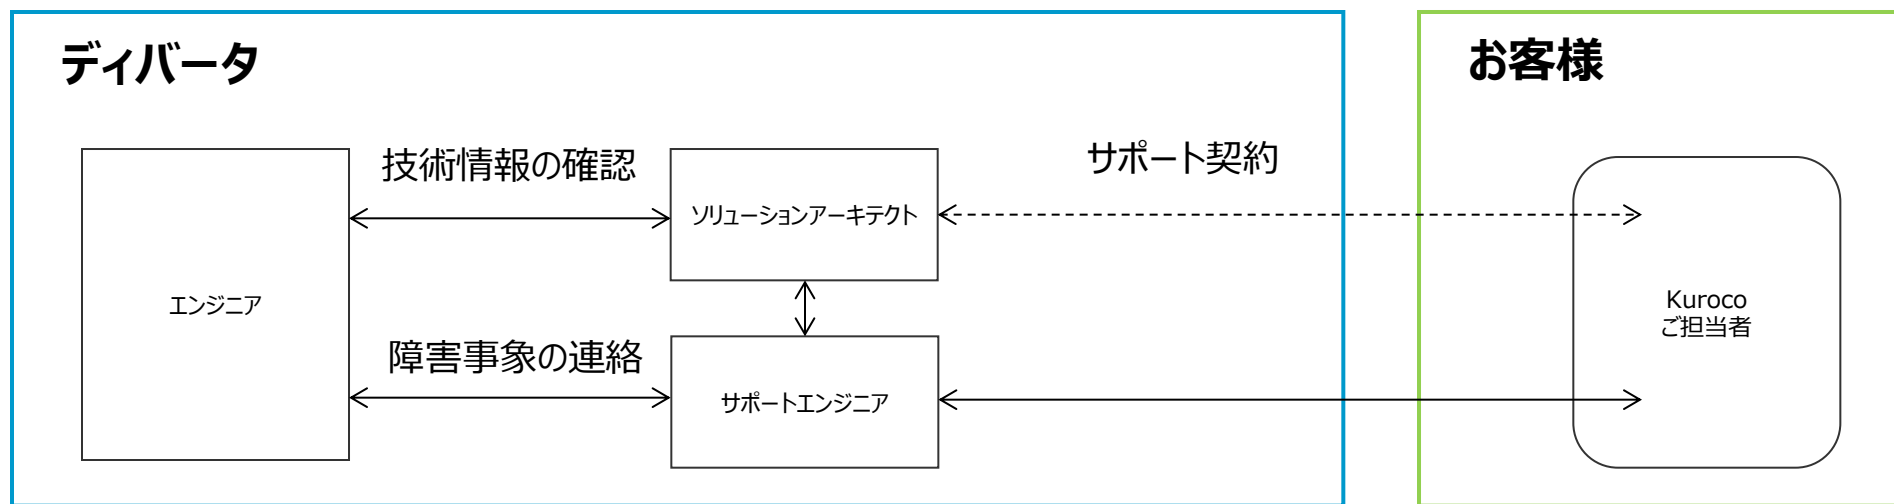 ディバータ
お客様
技術情報の確認
サポート契約
ソリューションアーキテクト
エンジニア
Kuroco
ご担当者
障害事象の連絡
サポートエンジニア